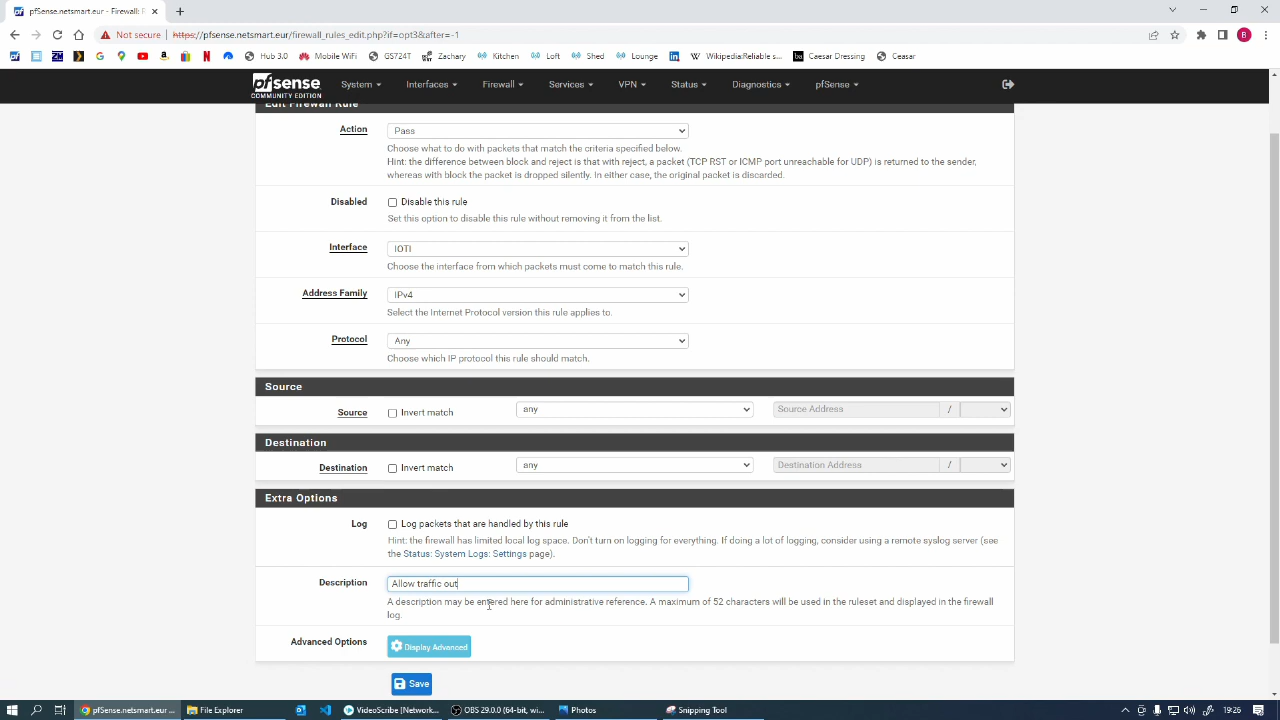 pfSense.netsmart.eur - Firewall: E
Not secure https://pfsense.netsmart.eur/firewall_rules_edit.php?if=opt3&after=-1
Hub 3.0 Mobile WiFi GS724T Zachary Kitchen Loft Shed Lounge Wikipedia:Reliable s... Caesar Dressing Ceasar
pfsense COMMUNITY EDITION System Interfaces Firewall Services VPN Status Diagnostics pfSense
Edit Firewall Rule
Action Pass
Choose what to do with packets that match the criteria specified below.
Hint: the difference between block and reject is that with reject, a packet (TCP RST or ICMP port unreachable for UDP) is returned to the sender,
whereas with block the packet is dropped silently. In either case, the original packet is discarded.
Disabled Disable this rule
Set this option to disable this rule without removing it from the list.
Interface IOTI
Choose the interface from which packets must come to match this rule.
Address Family IPv4
Select the Internet Protocol version this rule applies to.
Protocol Any
Choose which IP protocol this rule should match.
Source
Source Invert match any Source Address /
Destination
Destination Invert match any Destination Address /
Extra Options
Log Log packets that are handled by this rule
Hint: the firewall has limited local log space. Don't turn on logging for everything. If doing a lot of logging, consider using a remote syslog server (see
the Status: System Logs: Settings page).
Description Allow traffic out
A description may be entered here for administrative reference. A maximum of 52 characters will be used in the ruleset and displayed in the firewall
log.
Advanced Options Display Advanced
Save
pfSense.netsmart.eur ... File Explorer VideoScribe [Network... OBS 29.0.0 (64-bit, wi... Photos Snipping Tool 19:26